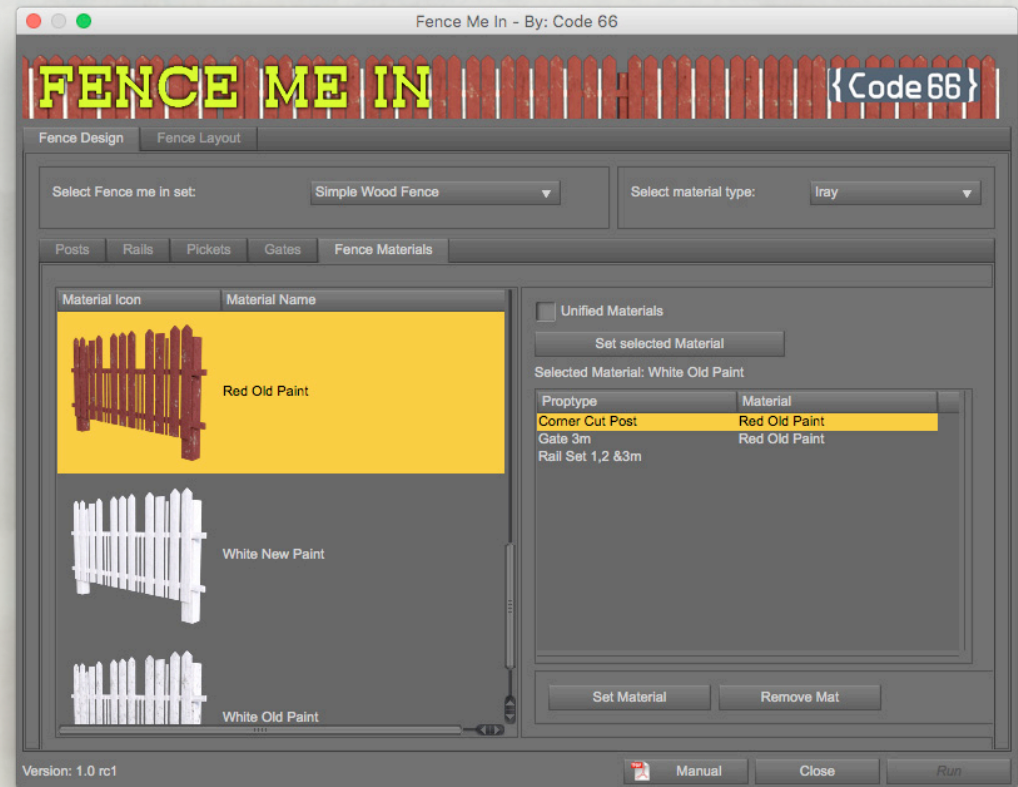 Fence Me In - By: Code 66
FENCE ME IN
{Code66}
Fence Design Fence Layout
Select Fence me in set: Simple Wood Fence Select material type: Iray
Posts Rails Pickets Gates Fence Materials
Material Icon Material Name
Red Old Paint
White New Paint
White Old Paint
Unified Materials
Set selected Material
Selected Material: White Old Paint
Proptype Material
Corner Cut Post Red Old Paint
Gate 3m Red Old Paint
Rail Set 1,2 &3m
Set Material Remove Mat
Version: 1.0 rc1 Manual Close Run